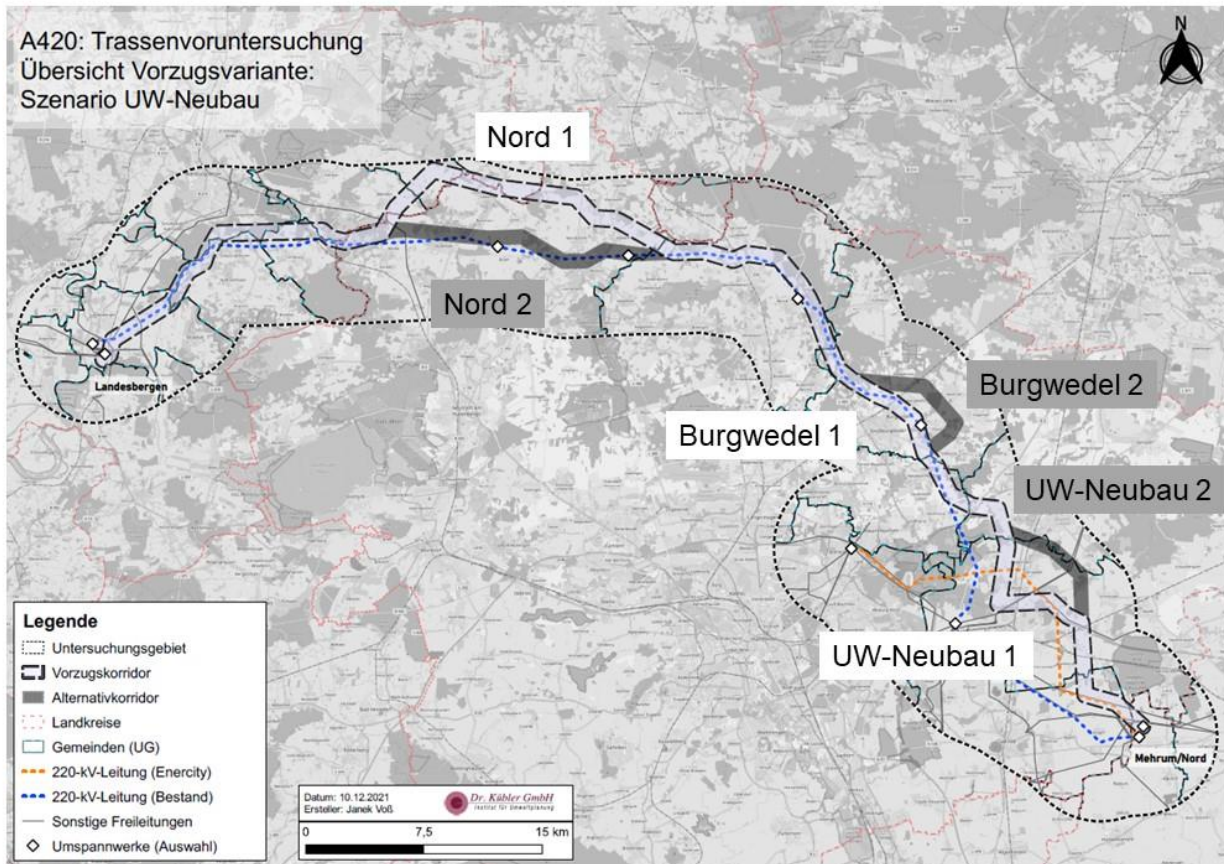 A420: Trassenvoruntersuchung
Übersicht Vorzugsvariante:
Szenario UW-Neubau
N
Nord 1
Nord 2
Landesbergen
Burgwedel 2
Burgwedel 1
UW-Neubau 2
UW-Neubau 1
Mehrum/Nord
Legende
Untersuchungsgebiet
Vorzugskorridor
Alternativkorridor
Landkreise
Gemeinden (UG)
220-kV-Leitung (Enercity)
220-kV-Leitung (Bestand)
Sonstige Freileitungen
Umspannwerke (Auswahl)
Datum: 10.12.2021
Ersteller: Janek Voß
Dr. Kübler GmbH
Institut für Umweltplanung
0 7,5 15 km